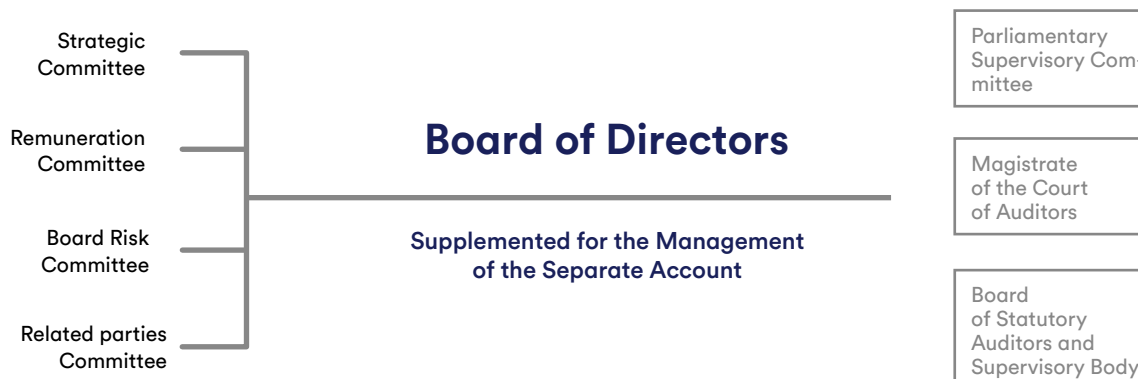 Strategic
Committee
Remuneration
Committee
Board Risk
Committee
Related parties
Committee
Board of Directors
Supplemented for the Management
of the Separate Account
Parliamentary
Supervisory Com-
mittee
Magistrate
of the Court
of Auditors
Board
of Statutory
Auditors and
Supervisory Body